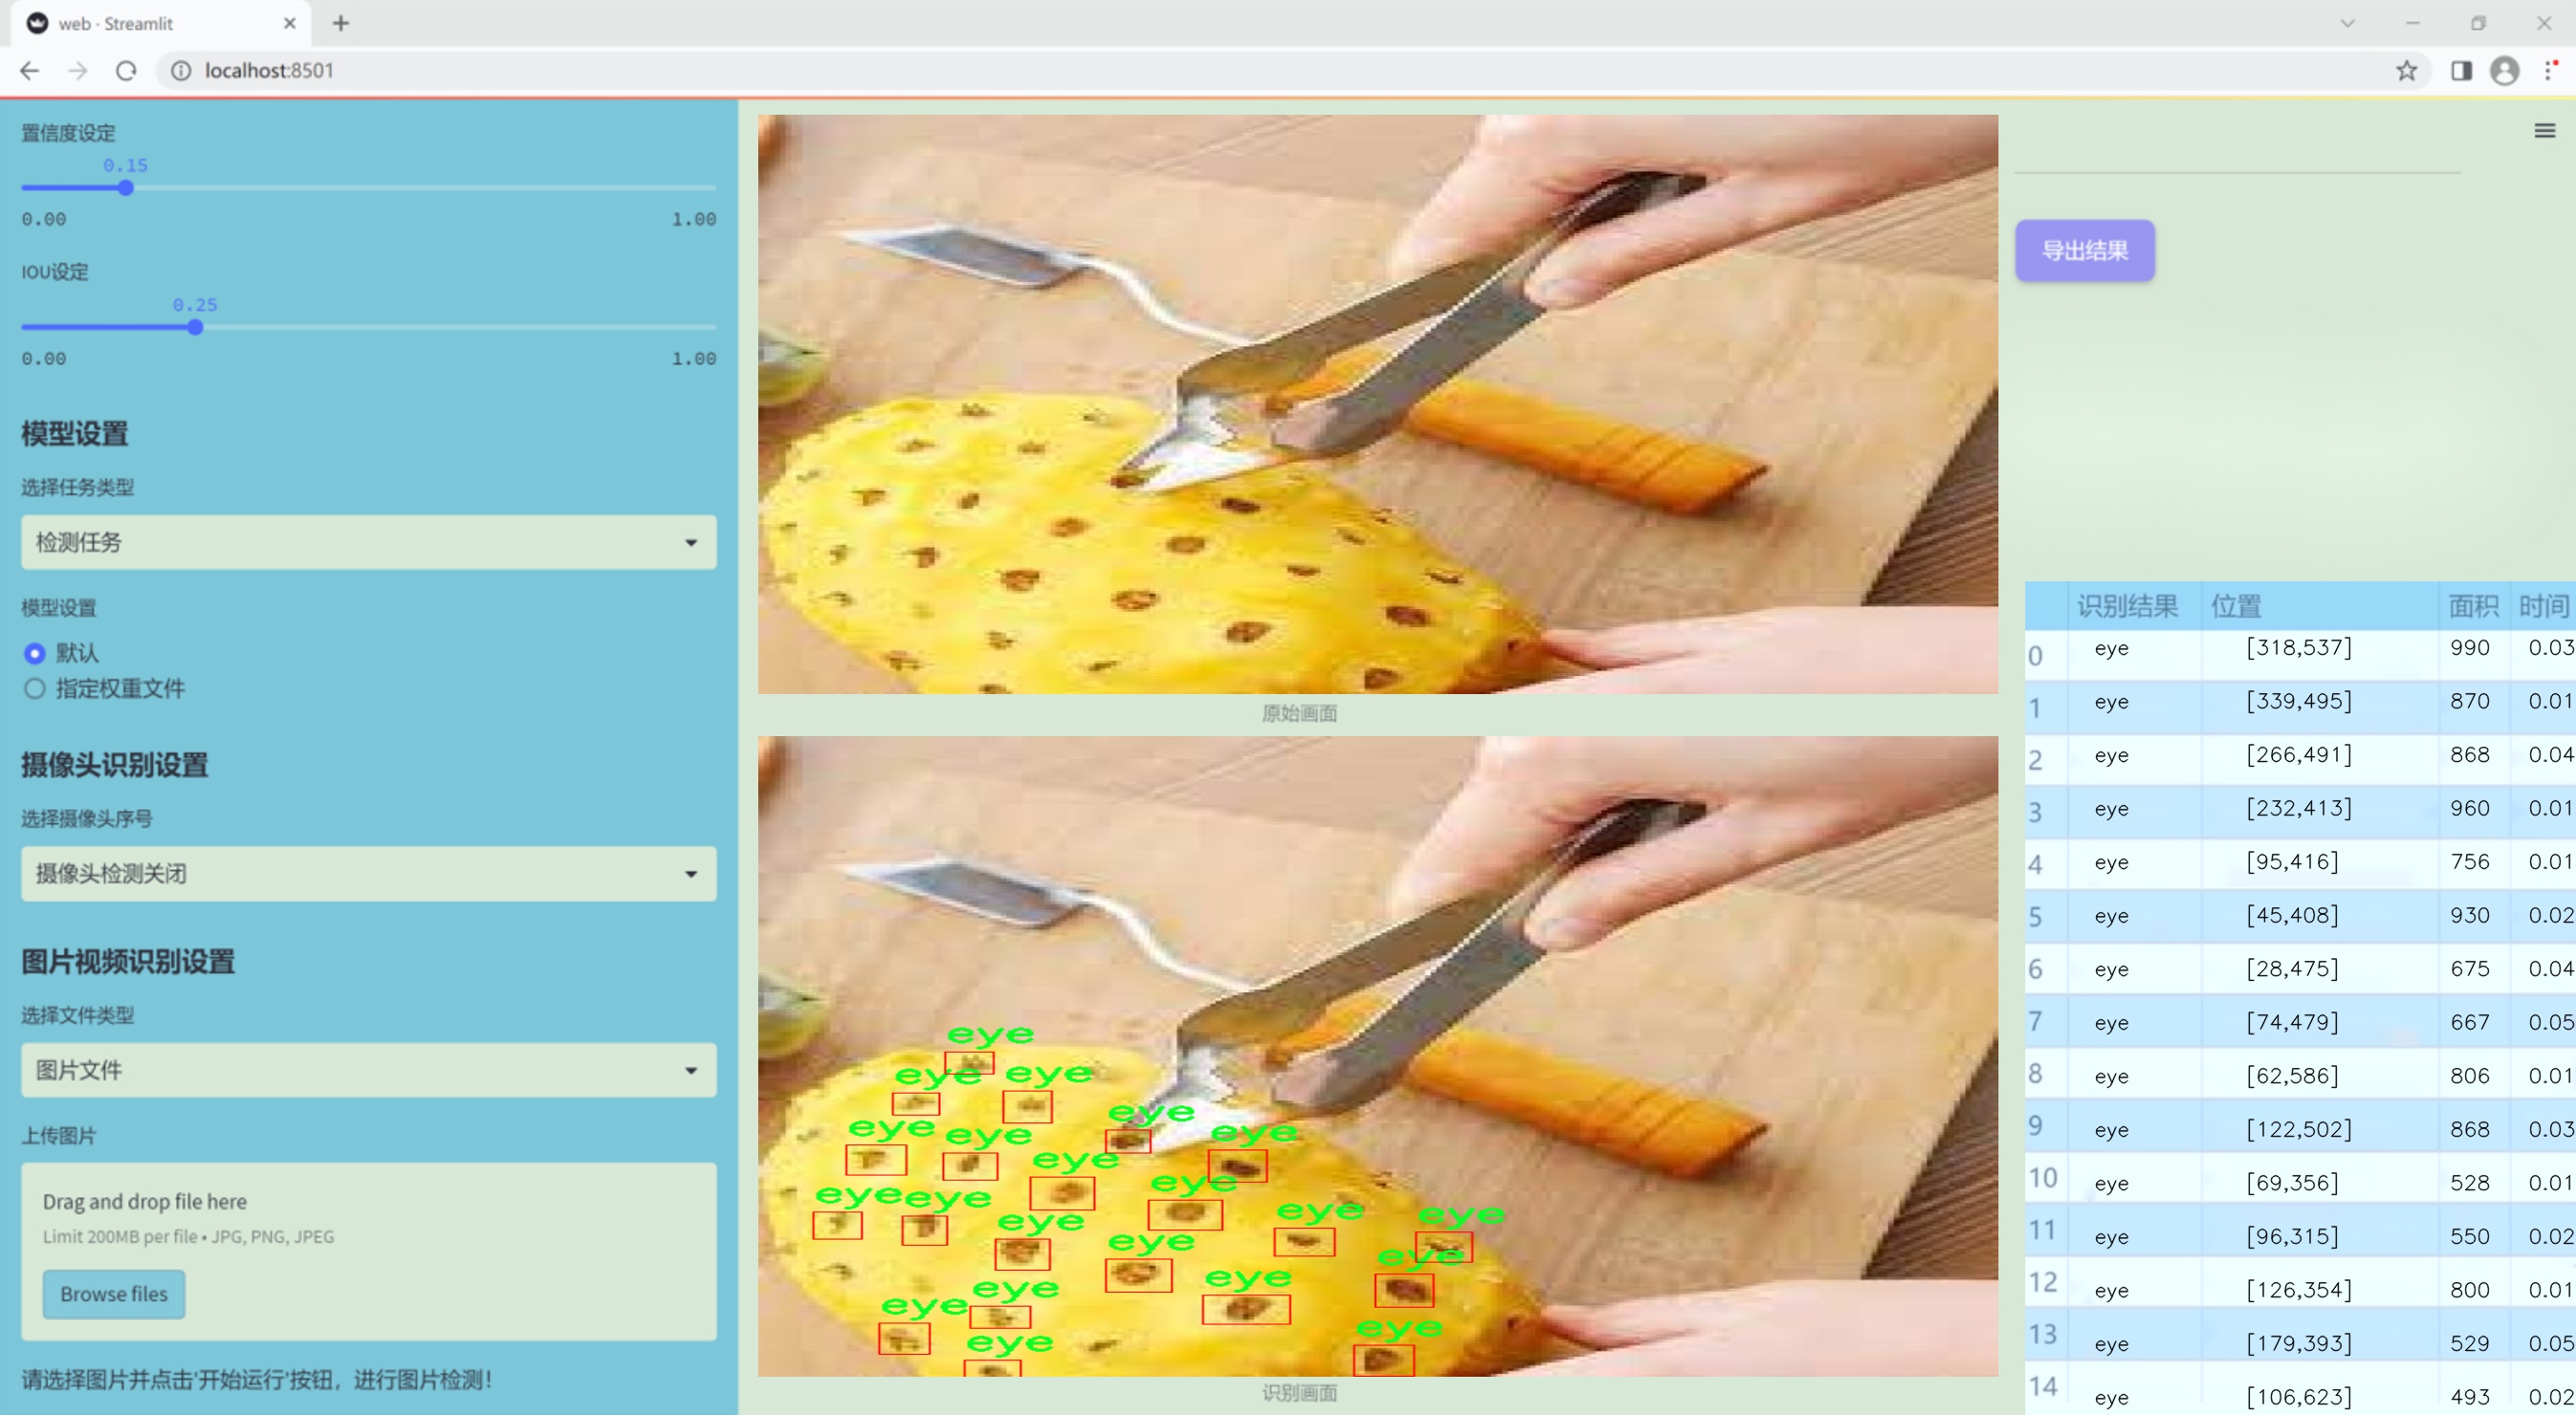 web · Streamlit
localhost:8501
置信度设定
0.15
0.00 1.00
IOU设定
0.25
0.00 1.00
模型设置
选择任务类型
检测任务
模型设置
默认
指定权重文件
摄像头识别设置
选择摄像头序号
摄像头检测关闭
图片视频识别设置
选择文件类型
图片文件
上传图片
Drag and drop file here
Limit 200MB per file • JPG, PNG, JPEG
Browse files
请选择图片并点击'开始运行'按钮，进行图片检测!
原始画面
eye
eye eye
eye
eye eye eye
eye
eye
eye eye
eye eye
eye
eye
eye
eye
eye
eye
eye
eye
识别画面
导出结果
识别结果 位置 面积 时间
0 eye [318,537] 990 0.03
1 eye [339,495] 870 0.01
2 eye [266,491] 868 0.04
3 eye [232,413] 960 0.01
4 eye [95,416] 756 0.01
5 eye [45,408] 930 0.02
6 eye [28,475] 675 0.04
7 eye [74,479] 667 0.05
8 eye [62,586] 806 0.01
9 eye [122,502] 868 0.03
10 eye [69,356] 528 0.01
11 eye [96,315] 550 0.02
12 eye [126,354] 800 0.01
13 eye [179,393] 529 0.05
14 eye [106,623] 493 0.02